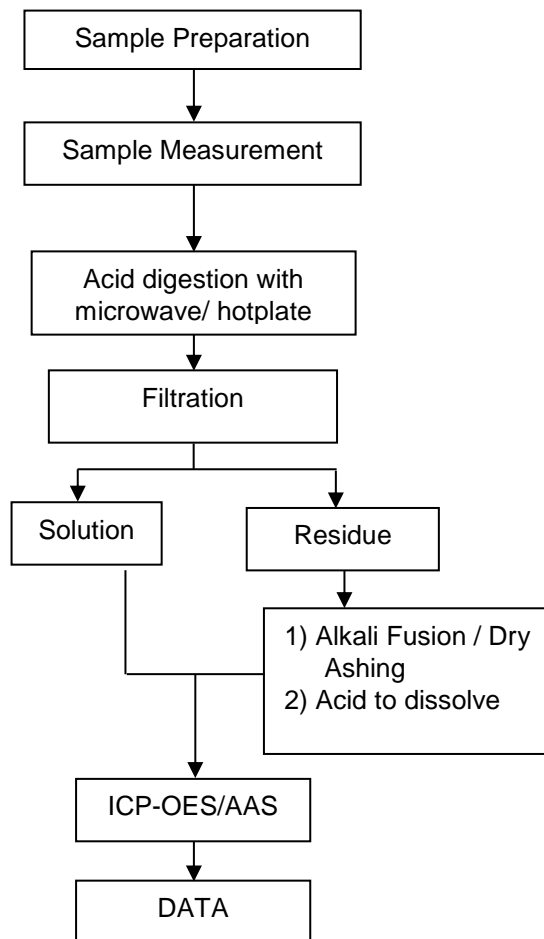 Sample Preparation
Sample Measurement
Acid digestion with
microwave/ hotplate
Filtration
Solution
Residue
1) Alkali Fusion / Dry
Ashing
2) Acid to dissolve
ICP-OES/AAS
DATA